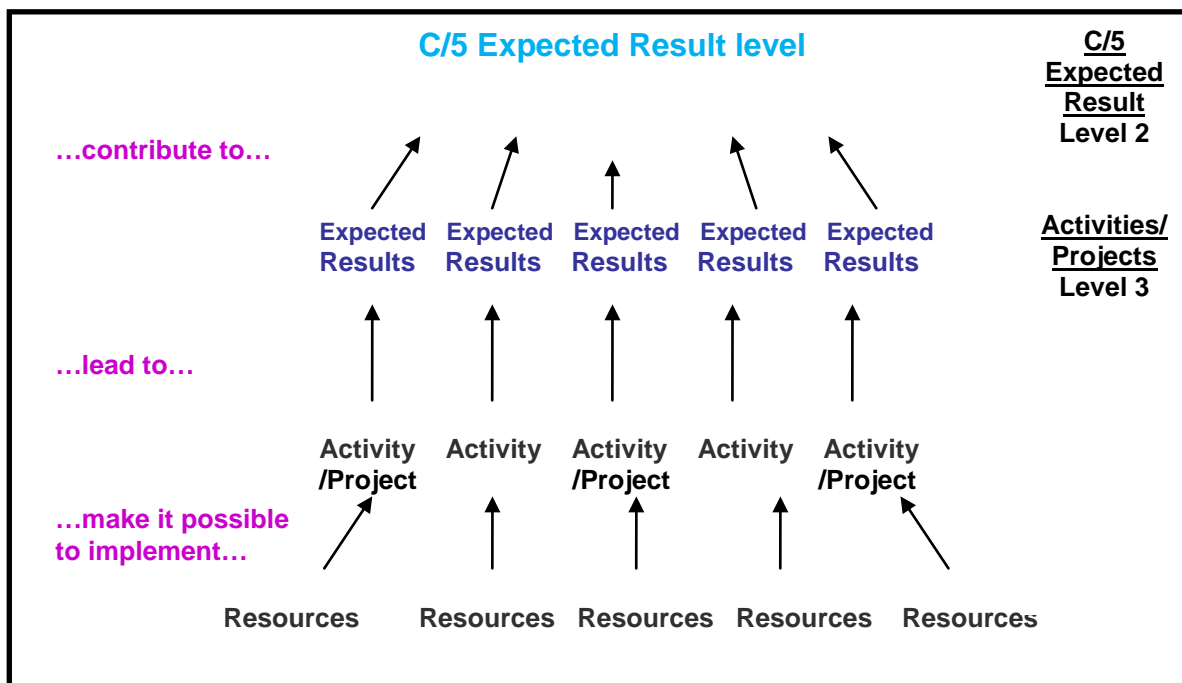 C/5 Expected Result level
C/5
Expected
Result
Level 2
…contribute to…
Expected Expected Expected Expected Expected
Results Results Results Results Results
Activities/
Projects
Level 3
…lead to…
Activity Activity Activity Activity Activity
/Project /Project /Project
…make it possible
to implement…
Resources Resources Resources Resources Resources